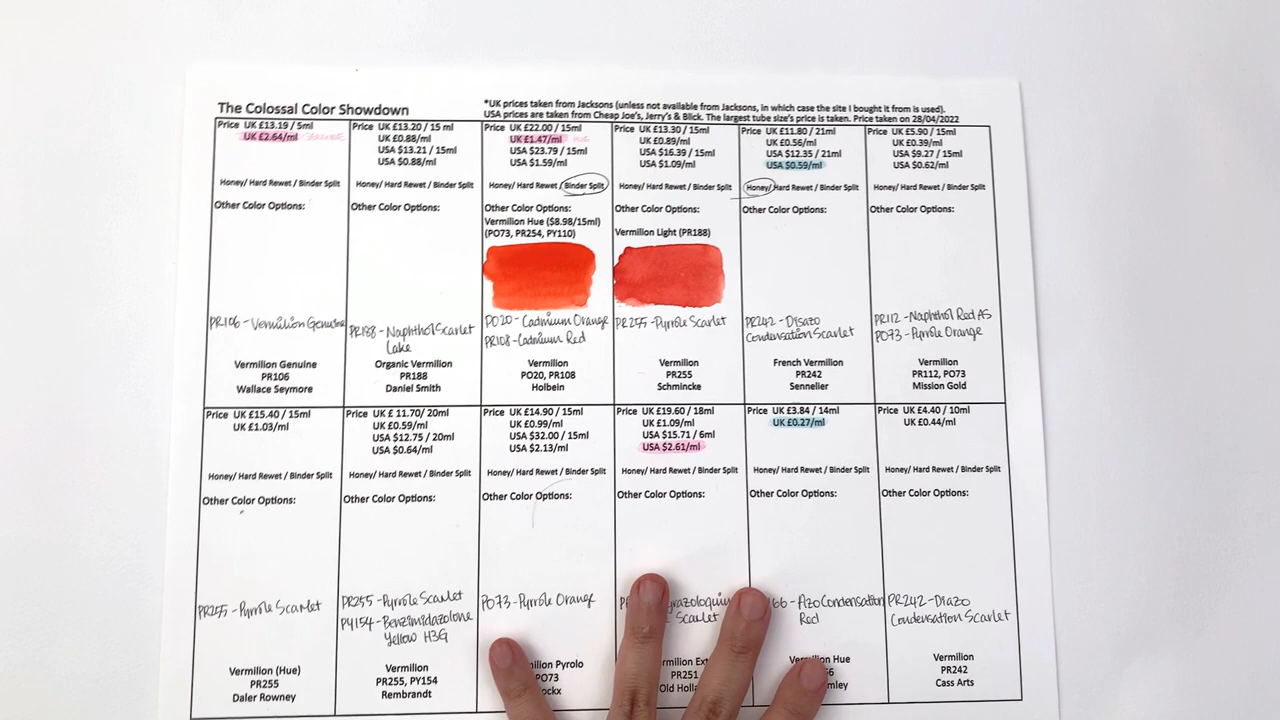 The Colossal Color Showdown
*UK prices taken from Jacksons (unless not available from Jacksons, in which case the site I bought it from is used).
USA prices are taken from Cheap Joe's, Jerry's & Blick. The largest tube size's price is taken. Price taken on 28/04/2022
Price UK £13.19 / 5ml
UK £2.64/ml
Honey/ Hard Rewet / Binder Split
Other Color Options:
PR106 - Vermilion Genuine
Vermilion Genuine
PR106
Wallace Seymore
Price UK £13.20 / 15 ml
UK £0.88/ml
USA $13.21 / 15ml
USA $0.88/ml
Honey/ Hard Rewet / Binder Split
Other Color Options:
PR188 - Naphthol Scarlet
Lake
Organic Vermilion
PR188
Daniel Smith
Price UK £22.00 / 15ml
UK £1.47/ml HUE
USA $23.79 / 15ml
USA $1.59/ml
Honey/ Hard Rewet / Binder Split
Other Color Options:
Vermilion Hue ($8.98/15ml)
(PO73, PR254, PY110)
PO20 - Cadmium Orange
PR108 - Cadmium Red
Vermilion
PO20, PR108
Holbein
Price UK £13.30 / 15ml
UK £0.89/ml
USA $16.39 / 15ml
USA $1.09/ml
Honey/ Hard Rewet / Binder Split
Other Color Options:
Vermilion Light (PR188)
PR255 - Pyrrole Scarlet
Vermilion
PR255
Schmincke
Price UK £11.80 / 21ml
UK £0.56/ml
USA $12.35 / 21ml
USA $0.59/ml
Honey/ Hard Rewet / Binder Split
Other Color Options:
PR242 - Disazo
Condensation Scarlet
French Vermilion
PR242
Sennelier
Price UK £5.90 / 15ml
UK £0.39/ml
USA $9.27 / 15ml
USA $0.62/ml
Honey/ Hard Rewet / Binder Split
Other Color Options:
PR112 - Naphthol Red AS
PO73 - Pyrrole Orange
Vermilion
PR112, PO73
Mission Gold
Price UK £15.40 / 15ml
UK £1.03/ml
Honey/ Hard Rewet / Binder Split
Other Color Options:
PR255 - Pyrrole Scarlet
Vermilion (Hue)
PR255
Daler Rowney
Price UK £ 11.70/ 20ml
UK £0.59/ml
USA $12.75 / 20ml
USA $0.64/ml
Honey/ Hard Rewet / Binder Split
Other Color Options:
PR255 - Pyrrole Scarlet
PY154 - Benzimidazolone
Yellow H3G
Vermilion
PR255, PY154
Rembrandt
Price UK £14.90 / 15ml
UK £0.99/ml
USA $32.00 / 15ml
USA $2.13/ml
Honey/ Hard Rewet / Binder Split
Other Color Options:
PO73 - Pyrrole Orange
Pyrolo
PO73
Price UK £19.60 / 18ml
UK £1.09/ml
USA $15.71 / 6ml
USA $2.61/ml
Honey/ Hard Rewet / Binder Split
Other Color Options:
Scarlet
PR251
Price UK £3.84 / 14ml
UK £0.27/ml
Honey/ Hard Rewet / Binder Split
Other Color Options:
Azo Condensation
Red
Hue
Price UK £4.40 / 10ml
UK £0.44/ml
Honey/ Hard Rewet / Binder Split
Other Color Options:
PR242 - Diazo
Condensation Scarlet
Vermilion
PR242
Cass Arts